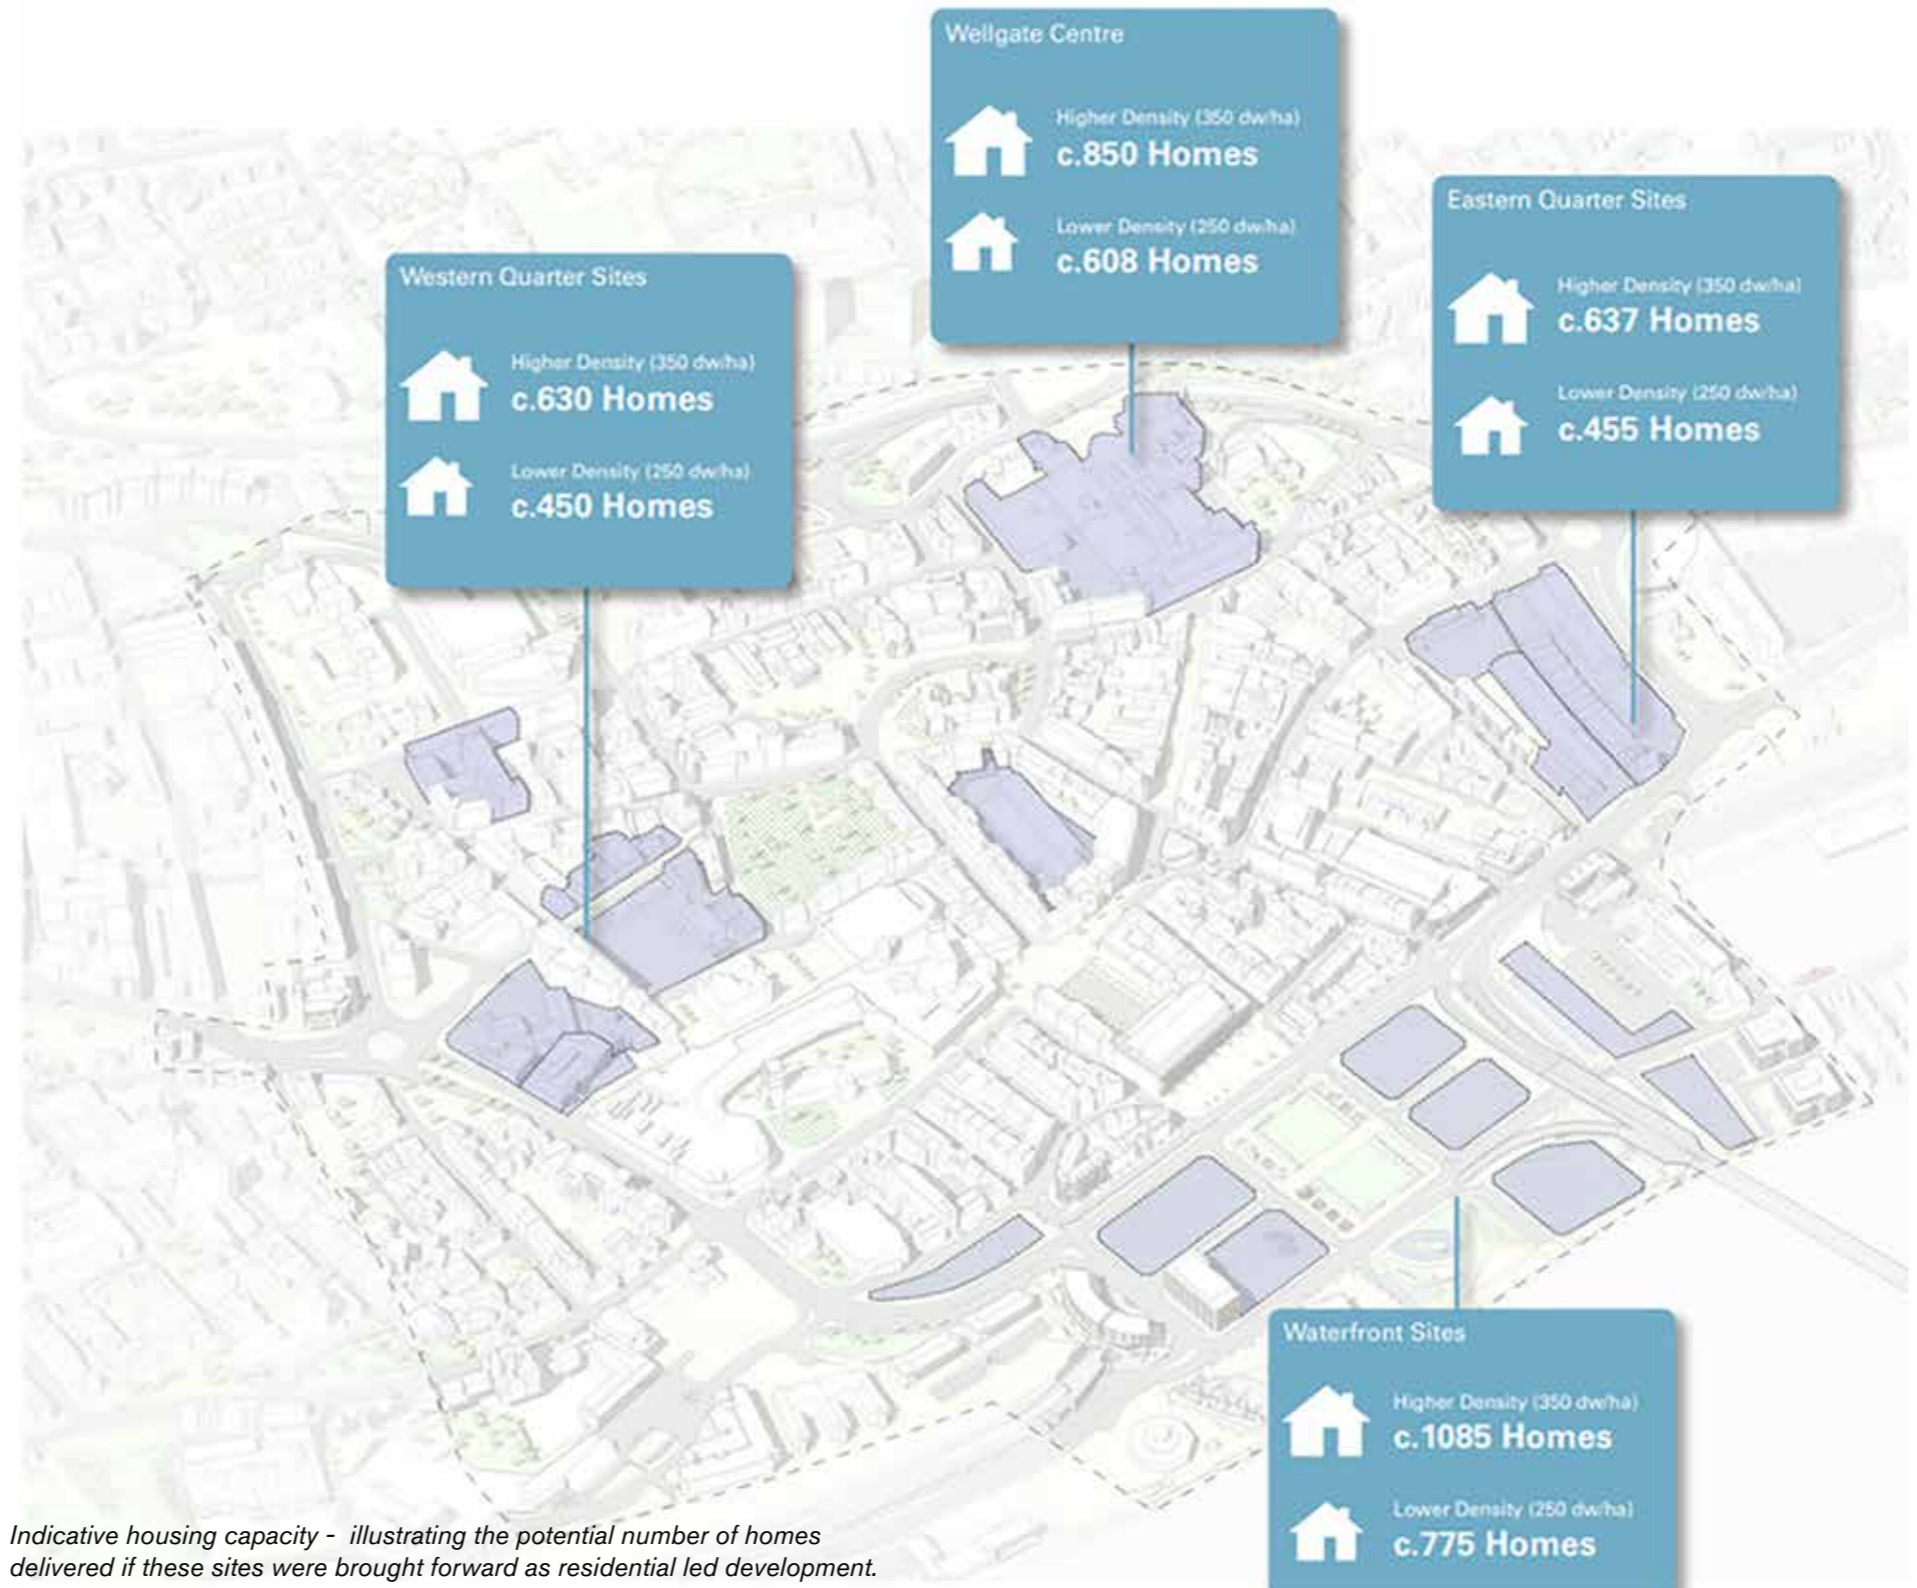 Wellgate Centre
Higher Density (350 dw/ha)
c.850 Homes
Lower Density (250 dw/ha)
c.608 Homes
Eastern Quarter Sites
Higher Density (350 dw/ha)
c.637 Homes
Lower Density (250 dw/ha)
c.455 Homes
Western Quarter Sites
Higher Density (350 dw/ha)
c.630 Homes
Lower Density (250 dw/ha)
c.450 Homes
Waterfront Sites
Higher Density (350 dw/ha)
c.1085 Homes
Lower Density (250 dw/ha)
c.775 Homes
Indicative housing capacity - illustrating the potential number of homes
delivered if these sites were brought forward as residential led development.